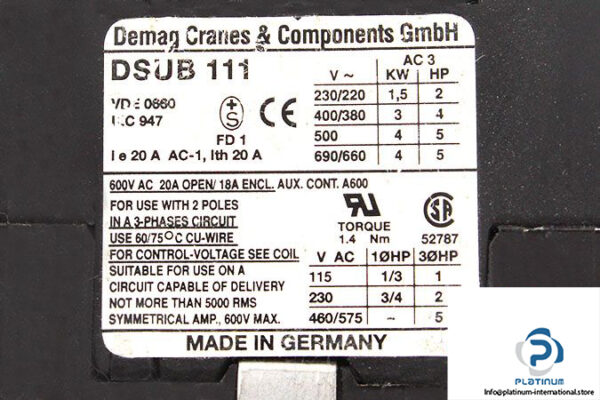 Demag Cranes & Components GmbH
DSUB 111
VDE 0660
IEC 947
S
CE
FD 1
I e 20 A AC-1, Ith 20 A
AC 3
V ~ KW HP
230/220 1,5 2
400/380 3 4
500 4 5
690/660 4 5
600V AC 20A OPEN/ 18A ENCL. AUX. CONT. A600
FOR USE WITH 2 POLES
IN A 3-PHASES CIRCUIT
USE 60/75°C CU-WIRE
FOR CONTROL-VOLTAGE SEE COIL
SUITABLE FOR USE ON A
CIRCUIT CAPABLE OF DELIVERY
NOT MORE THAN 5000 RMS
SYMMETRICAL AMP., 600V MAX.
TORQUE
1.4 Nm
SA
52787
V AC 1ØHP 3ØHP
115 1/3 1
230 3/4 2
460/575 ~ 5
MADE IN GERMANY
PLATINUM
Info@platinum-international.store